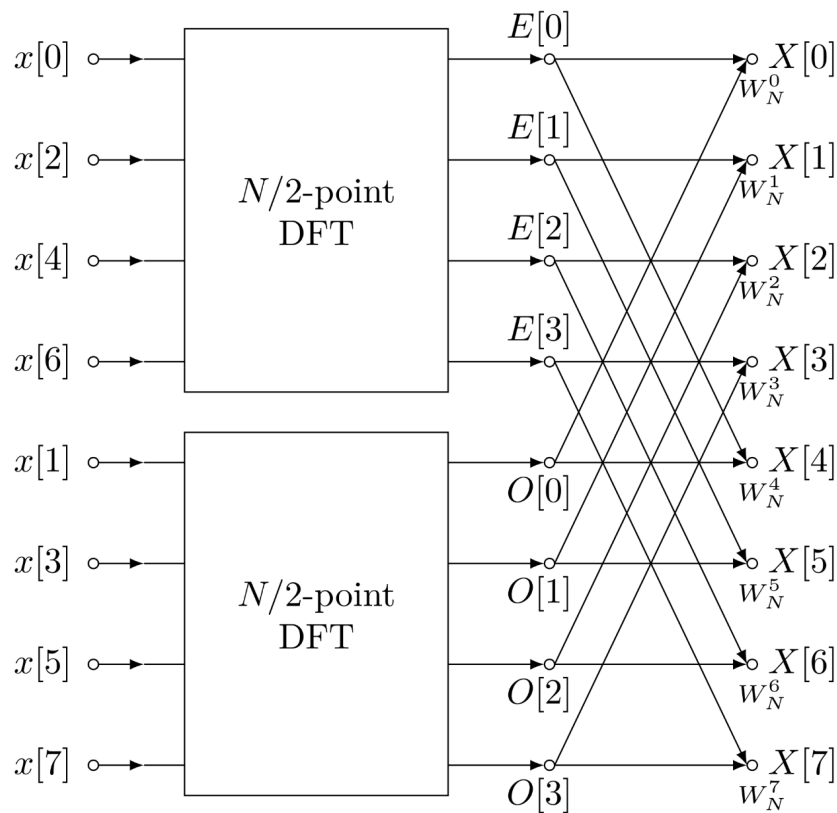 x[0]
E[0]
X[0]
W_N^0
x[2]
E[1]
X[1]
W_N^1
N/2-point
DFT
x[4]
E[2]
X[2]
W_N^2
x[6]
E[3]
X[3]
W_N^3
x[1]
O[0]
X[4]
W_N^4
x[3]
O[1]
X[5]
W_N^5
N/2-point
DFT
x[5]
O[2]
X[6]
W_N^6
x[7]
O[3]
X[7]
W_N^7